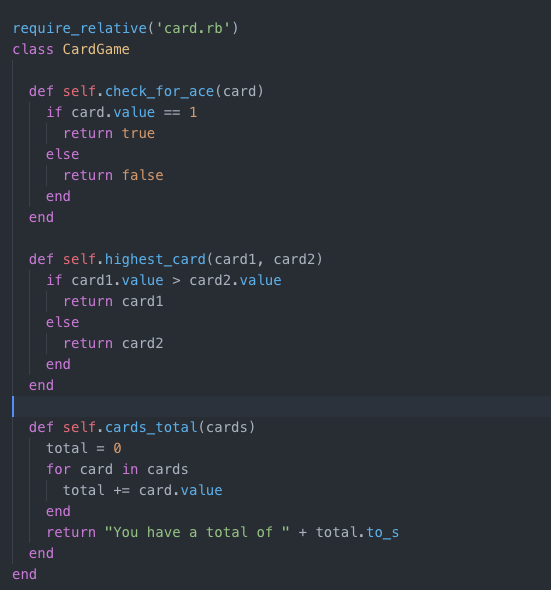 require_relative('card.rb')
class CardGame

  def self.check_for_ace(card)
    if card.value == 1
      return true
    else
      return false
    end
  end

  def self.highest_card(card1, card2)
    if card1.value > card2.value
      return card1
    else
      return card2
    end
  end

  def self.cards_total(cards)
    total = 0
    for card in cards
      total += card.value
    end
    return "You have a total of " + total.to_s
  end
end